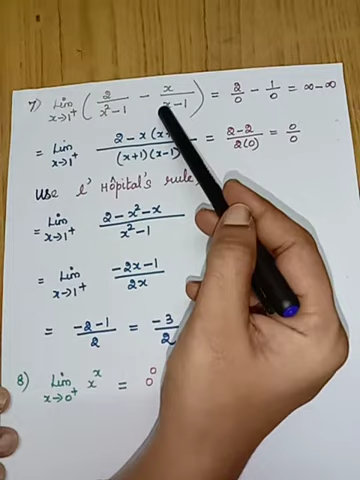 7) Lim x→1⁺ ( 2/(x²-1) - x/(x-1) ) = 2/0 - 1/0 = ∞-∞
= Lim x→1⁺ 2-x(x+ / (x+1)(x-1) = 2-2/2(0) = 0/0
Use L' Hôpital's rule,
= Lim x→1⁺ 2-x²-x / x²-1
= Lim x→1⁺ -2x-1 / 2x
= -2-1 / 2 = -3/2
8) Lim x→0⁺ xˣ = 0⁰